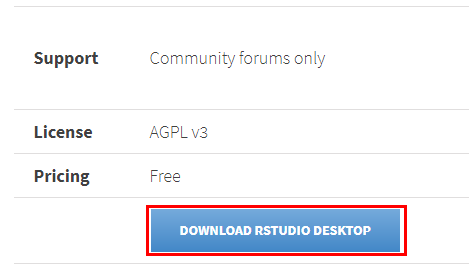 Support Community forums only
License AGPL v3
Pricing Free
DOWNLOAD RSTUDIO DESKTOP